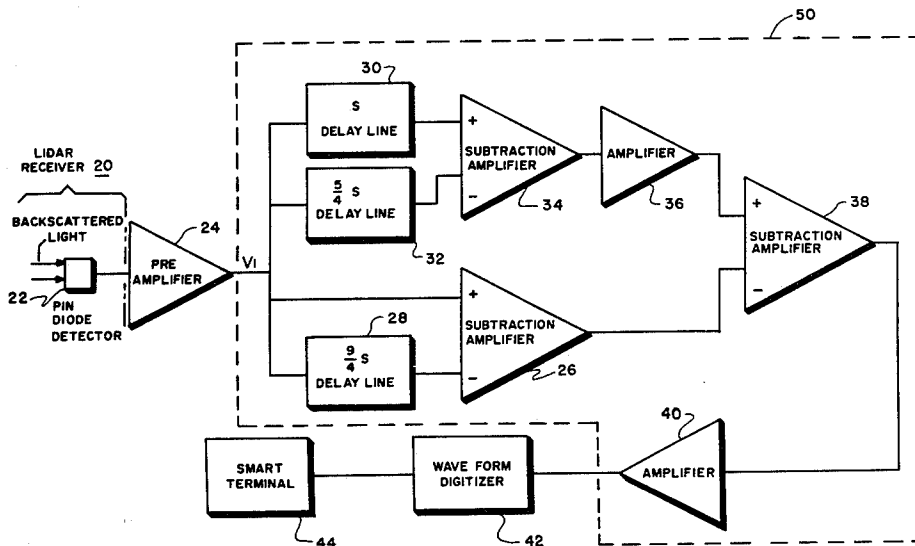 50
30
S
DELAY LINE
+
SUBTRACTION
AMPLIFIER
−
34
AMPLIFIER
36
LIDAR
RECEIVER 20
BACKSCATTERED
LIGHT
22
PIN
DIODE
DETECTOR
24
PRE
AMPLIFIER
V1
5/4 S
DELAY LINE
32
+
SUBTRACTION
AMPLIFIER
−
38
28
9/4 S
DELAY LINE
+
SUBTRACTION
AMPLIFIER
−
26
40
AMPLIFIER
WAVE FORM
DIGITIZER
42
SMART
TERMINAL
44